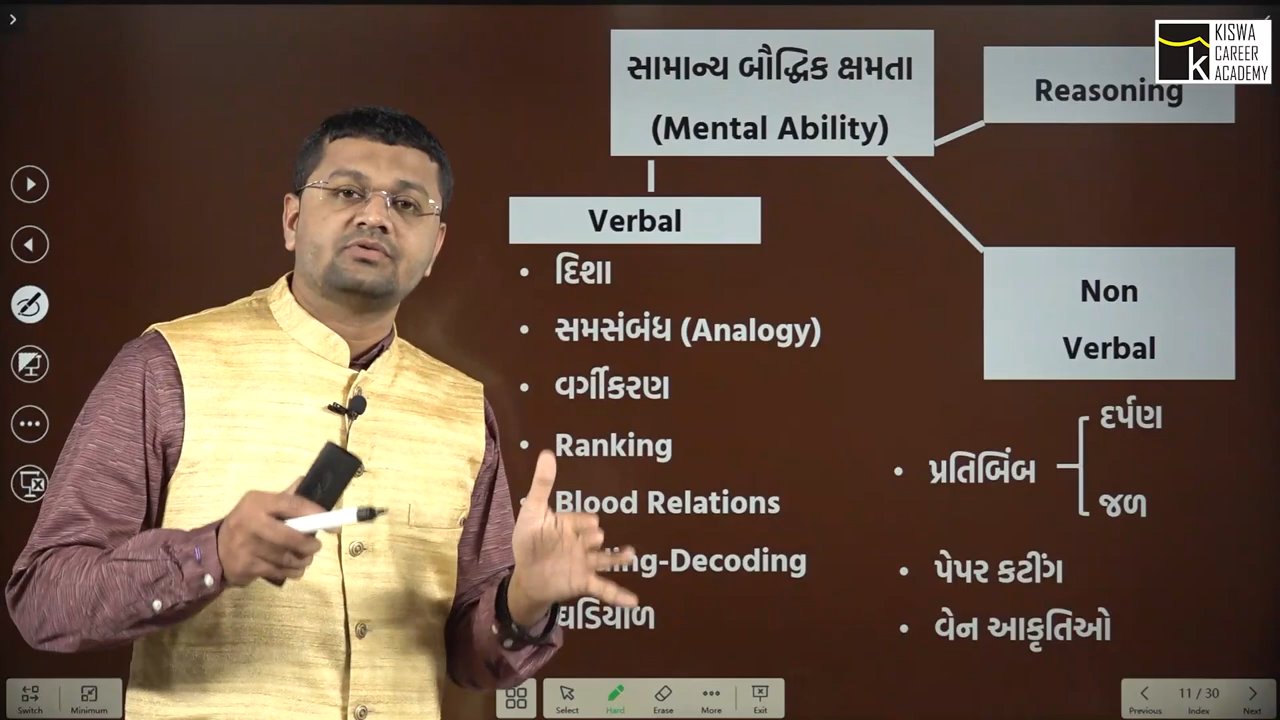 KISWA
CAREER
ACADEMY
સામાન્ય બૌદ્ધિક ક્ષમતા
(Mental Ability)
Reasoning
Verbal
• દિશા
• સમસંબંધ (Analogy)
• વર્ગીકરણ
• Ranking
Blood Relations
-Decoding
ઘડિયાળ
Non
Verbal
• પ્રતિબિંબ
દર્પણ
જળ
• પેપર કટીંગ
• વેન આકૃતિઓ
Switch
Minimum
Select
Hard
Erase
More
Exit
Previous
11 / 30
Index
Next